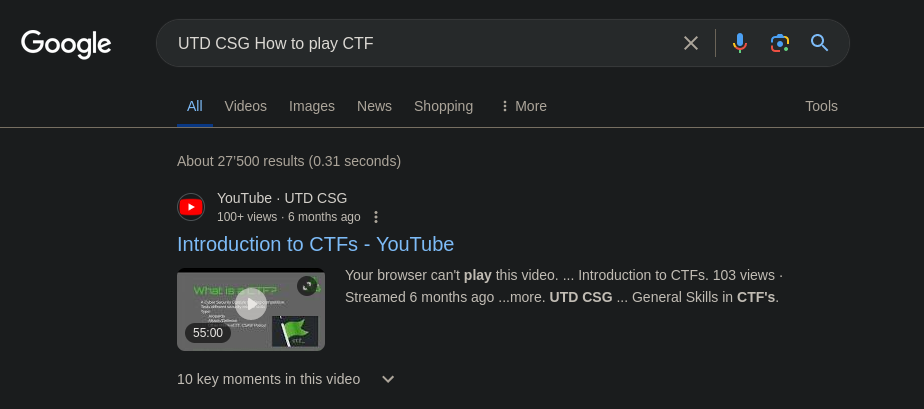 Google
UTD CSG How to play CTF
All Videos Images News Shopping More Tools
About 27'500 results (0.31 seconds)
YouTube · UTD CSG
100+ views · 6 months ago
Introduction to CTFs - YouTube
What is a CTF?
55:00
Your browser can't play this video. ... Introduction to CTFs. 103 views ·
Streamed 6 months ago ...more. UTD CSG ... General Skills in CTF's.
10 key moments in this video